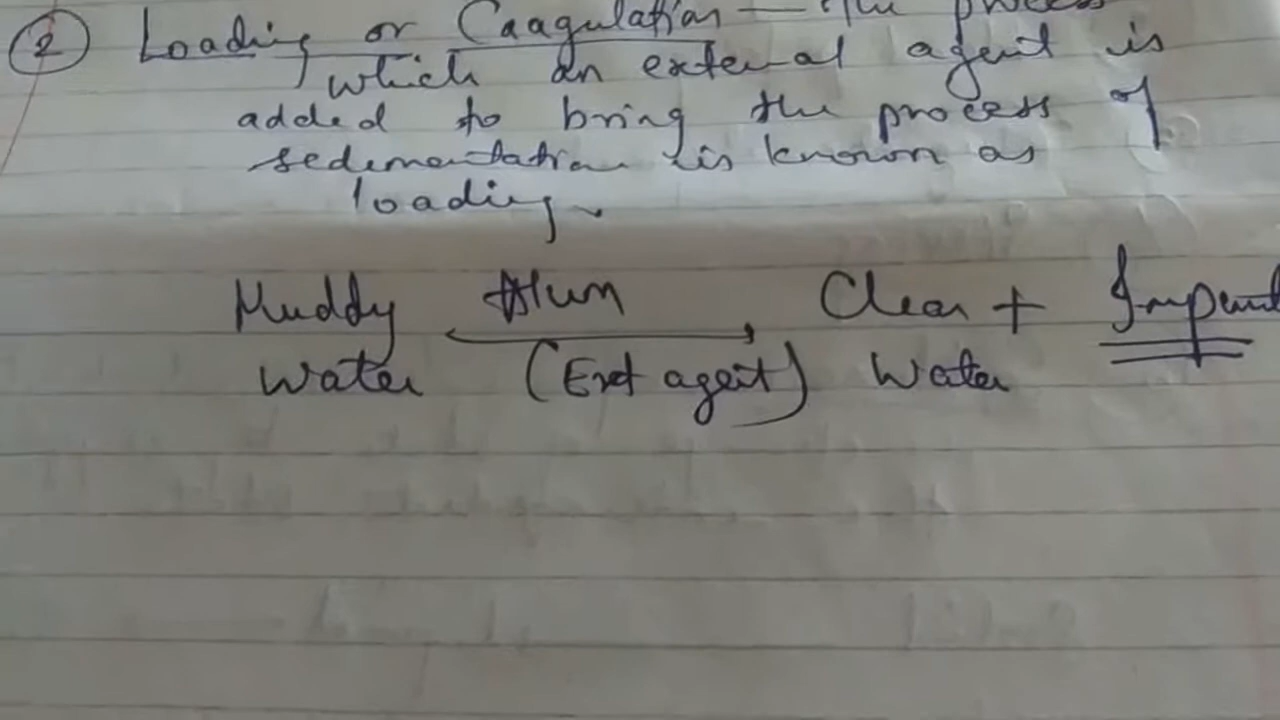 ② Loading or Coagulation — The process
which an external agent is
added to bring the process of
sedimentation is known as
loading.
Muddy Alum Clear +
Water (Ext agent) Water